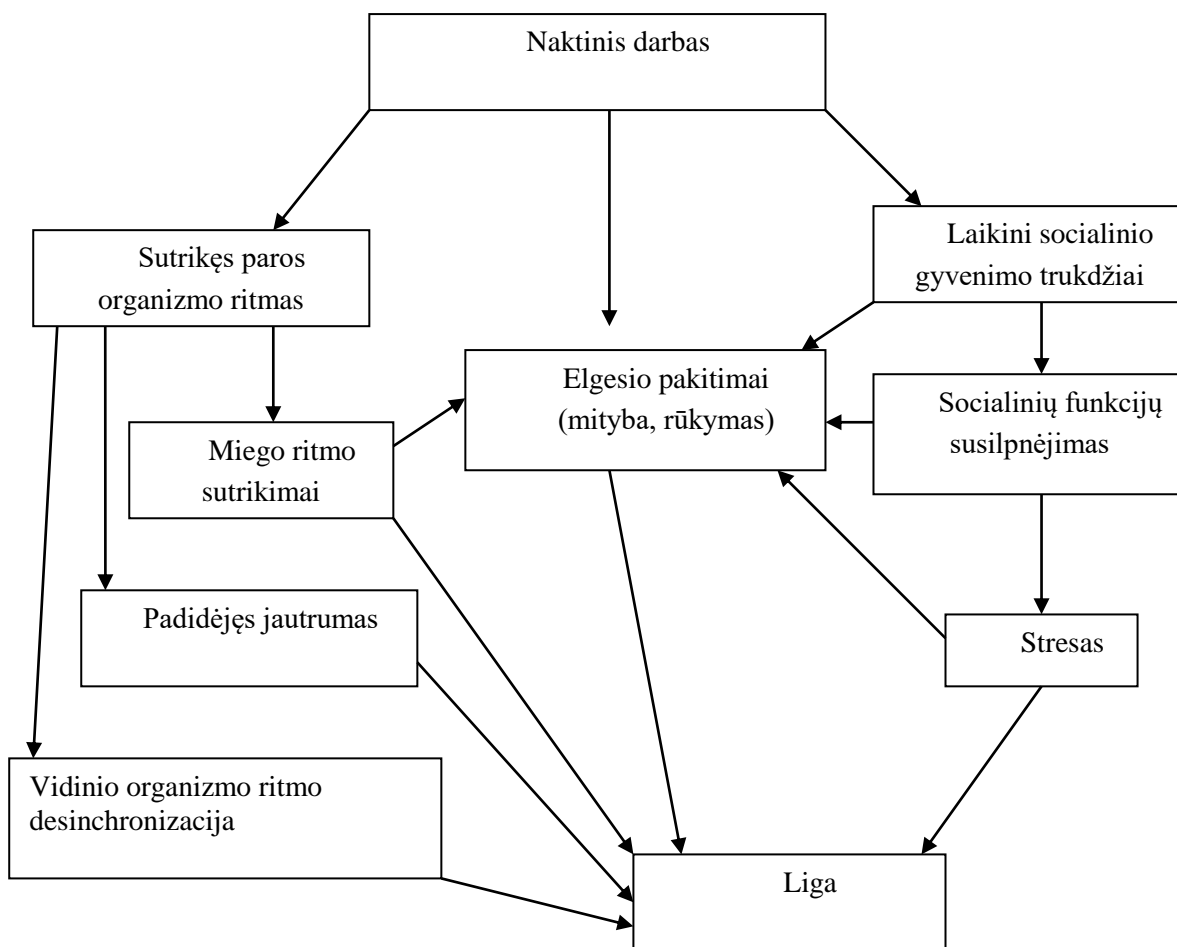 Naktinis darbas
Sutrikęs paros
organizmo ritmas
Laikini socialinio
gyvenimo trukdžiai
Elgesio pakitimai
(mityba, rūkymas)
Socialinių funkcijų
susilpnėjimas
Miego ritmo
sutrikimai
Padidėjęs jautrumas
Stresas
Vidinio organizmo ritmo
desinchronizacija
Liga